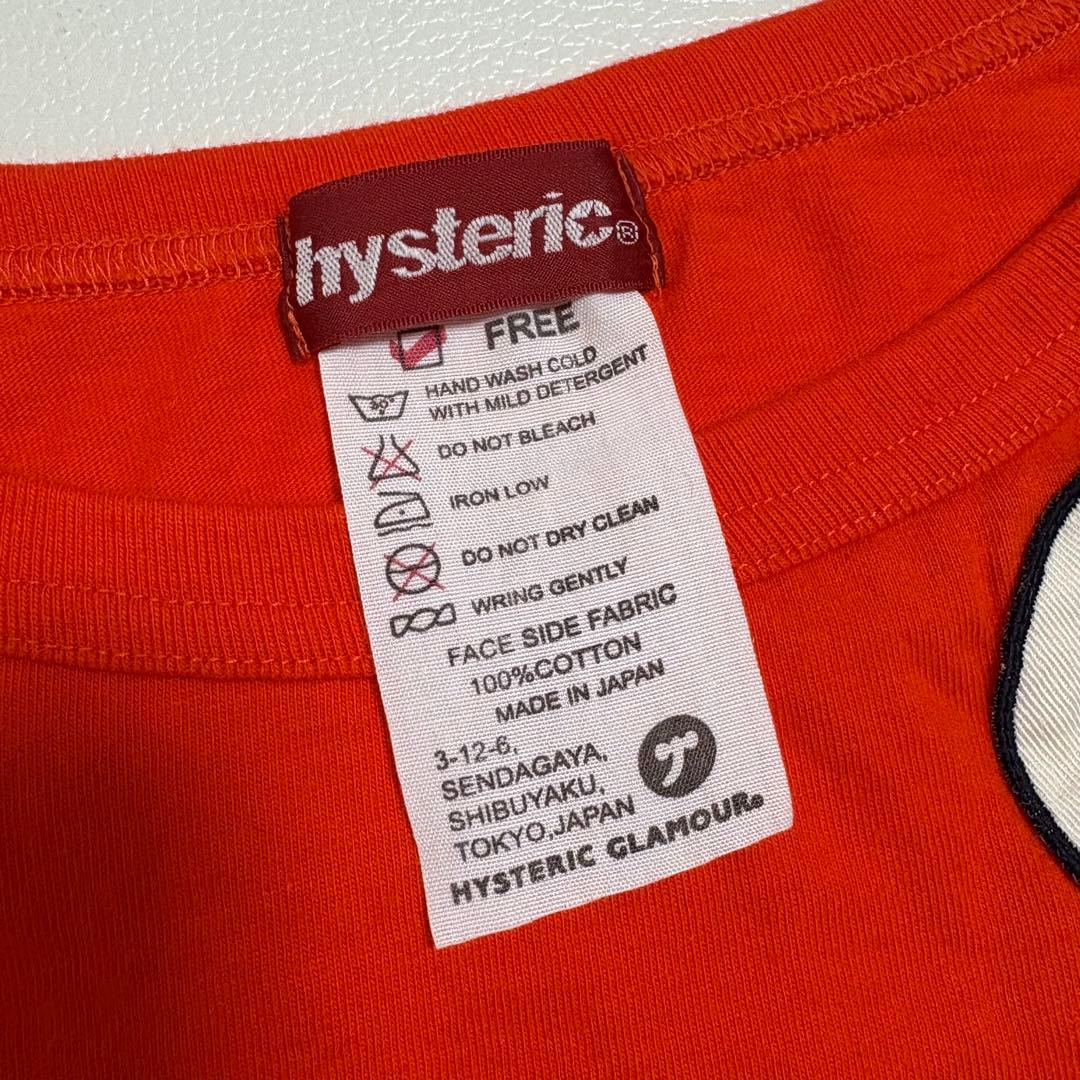 hysteric®
FREE
HAND WASH COLD
WITH MILD DETERGENT
DO NOT BLEACH
IRON LOW
DO NOT DRY CLEAN
WRING GENTLY
FACE SIDE FABRIC
100%COTTON
MADE IN JAPAN
3-12-6,
SENDAGAYA,
SHIBUYAKU,
TOKYO,JAPAN
HYSTERIC GLAMOUR®